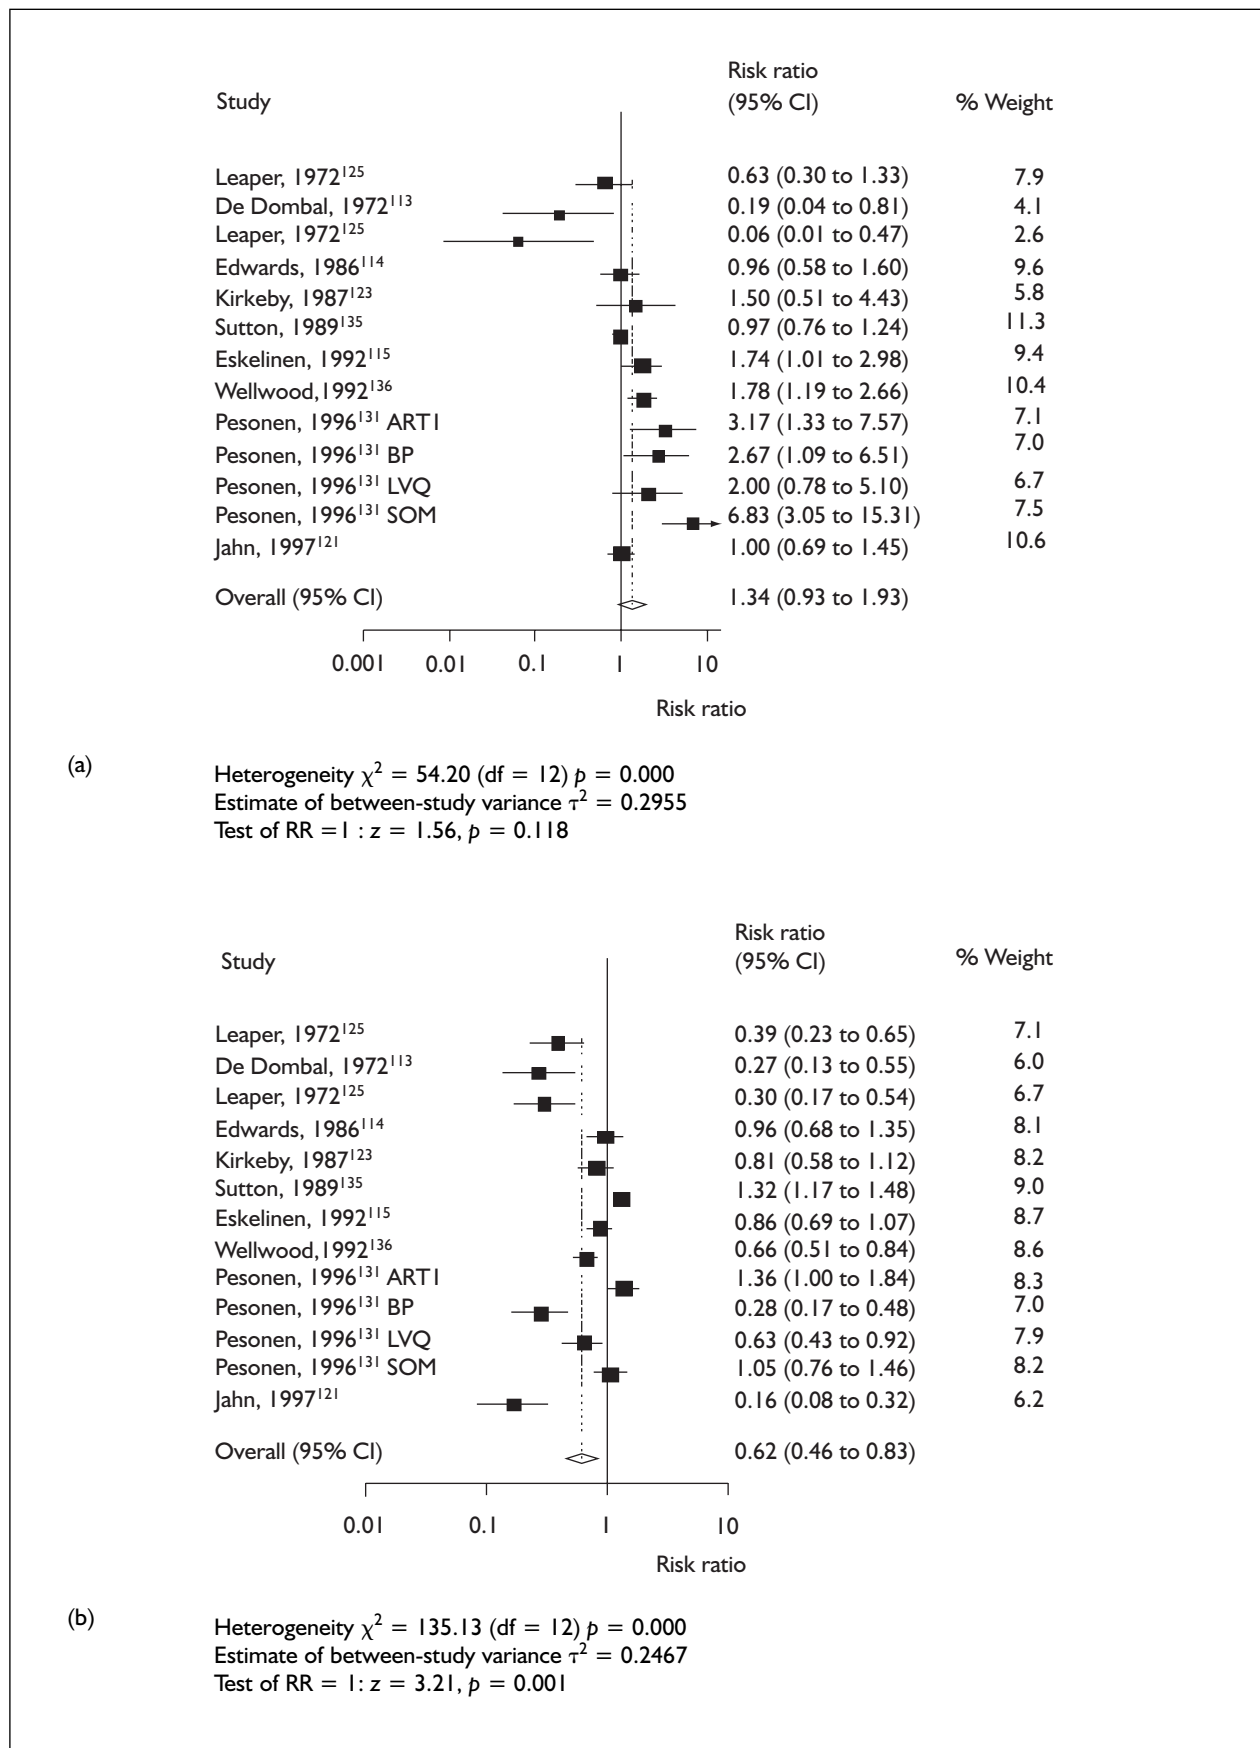 Risk ratio
Study (95% CI) % Weight
Leaper, 1972¹²⁵ 0.63 (0.30 to 1.33) 7.9
De Dombal, 1972¹¹³ 0.19 (0.04 to 0.81) 4.1
Leaper, 1972¹²⁵ 0.06 (0.01 to 0.47) 2.6
Edwards, 1986¹¹⁴ 0.96 (0.58 to 1.60) 9.6
Kirkeby, 1987¹²³ 1.50 (0.51 to 4.43) 5.8
Sutton, 1989¹³⁵ 0.97 (0.76 to 1.24) 11.3
Eskelinen, 1992¹¹⁵ 1.74 (1.01 to 2.98) 9.4
Wellwood,1992¹³⁶ 1.78 (1.19 to 2.66) 10.4
Pesonen, 1996¹³¹ ART1 3.17 (1.33 to 7.57) 7.1
Pesonen, 1996¹³¹ BP 2.67 (1.09 to 6.51) 7.0
Pesonen, 1996¹³¹ LVQ 2.00 (0.78 to 5.10) 6.7
Pesonen, 1996¹³¹ SOM 6.83 (3.05 to 15.31) 7.5
Jahn, 1997¹²¹ 1.00 (0.69 to 1.45) 10.6
Overall (95% CI) 1.34 (0.93 to 1.93)
0.001 0.01 0.1 1 10
Risk ratio
(a)
Heterogeneity χ² = 54.20 (df = 12) p = 0.000
Estimate of between-study variance τ² = 0.2955
Test of RR =1 : z = 1.56, p = 0.118
Risk ratio
Study (95% CI) % Weight
Leaper, 1972¹²⁵ 0.39 (0.23 to 0.65) 7.1
De Dombal, 1972¹¹³ 0.27 (0.13 to 0.55) 6.0
Leaper, 1972¹²⁵ 0.30 (0.17 to 0.54) 6.7
Edwards, 1986¹¹⁴ 0.96 (0.68 to 1.35) 8.1
Kirkeby, 1987¹²³ 0.81 (0.58 to 1.12) 8.2
Sutton, 1989¹³⁵ 1.32 (1.17 to 1.48) 9.0
Eskelinen, 1992¹¹⁵ 0.86 (0.69 to 1.07) 8.7
Wellwood,1992¹³⁶ 0.66 (0.51 to 0.84) 8.6
Pesonen, 1996¹³¹ ART1 1.36 (1.00 to 1.84) 8.3
Pesonen, 1996¹³¹ BP 0.28 (0.17 to 0.48) 7.0
Pesonen, 1996¹³¹ LVQ 0.63 (0.43 to 0.92) 7.9
Pesonen, 1996¹³¹ SOM 1.05 (0.76 to 1.46) 8.2
Jahn, 1997¹²¹ 0.16 (0.08 to 0.32) 6.2
Overall (95% CI) 0.62 (0.46 to 0.83)
0.01 0.1 1 10
Risk ratio
(b)
Heterogeneity χ² = 135.13 (df = 12) p = 0.000
Estimate of between-study variance τ² = 0.2467
Test of RR = 1: z = 3.21, p = 0.001